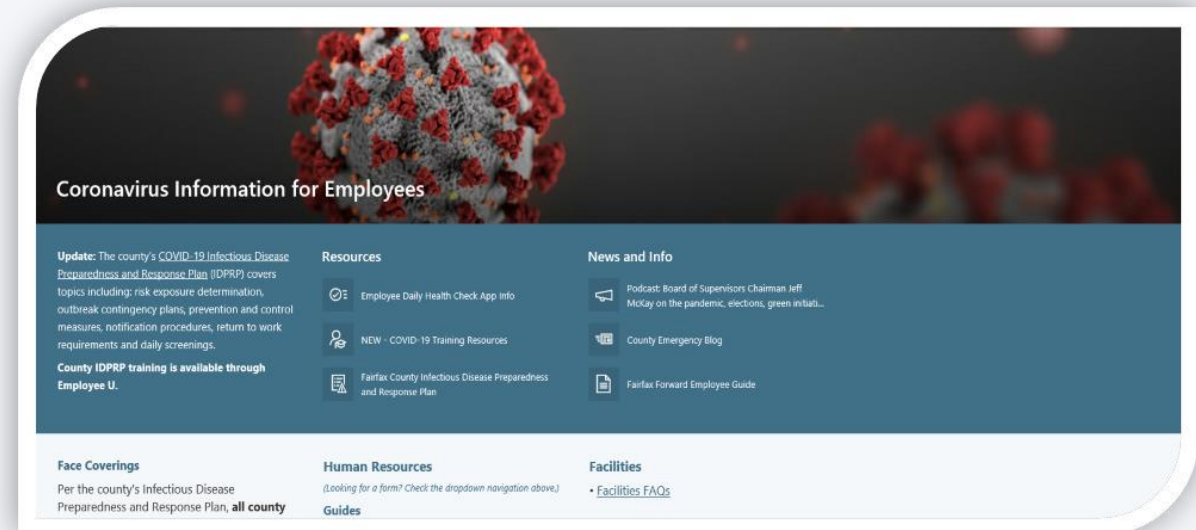 Coronavirus Information for Employees
Update: The county's COVID-19 Infectious Disease
Preparedness and Response Plan (IDPRP) covers
topics including: risk exposure determination,
outbreak contingency plans, prevention and control
measures, notification procedures, return to work
requirements and daily screenings.
County IDPRP training is available through
Employee U.
Resources
Employee Daily Health Check App Info
NEW - COVID-19 Training Resources
Fairfax County Infectious Disease Preparedness
and Response Plan
News and Info
Podcast: Board of Supervisors Chairman Jeff
McKay on the pandemic, elections, green initiati...
County Emergency Blog
Fairfax Forward Employee Guide
Face Coverings
Per the county's Infectious Disease
Preparedness and Response Plan, all county
Human Resources
(Looking for a form? Check the dropdown navigation above.)
Guides
Facilities
• Facilities FAQs